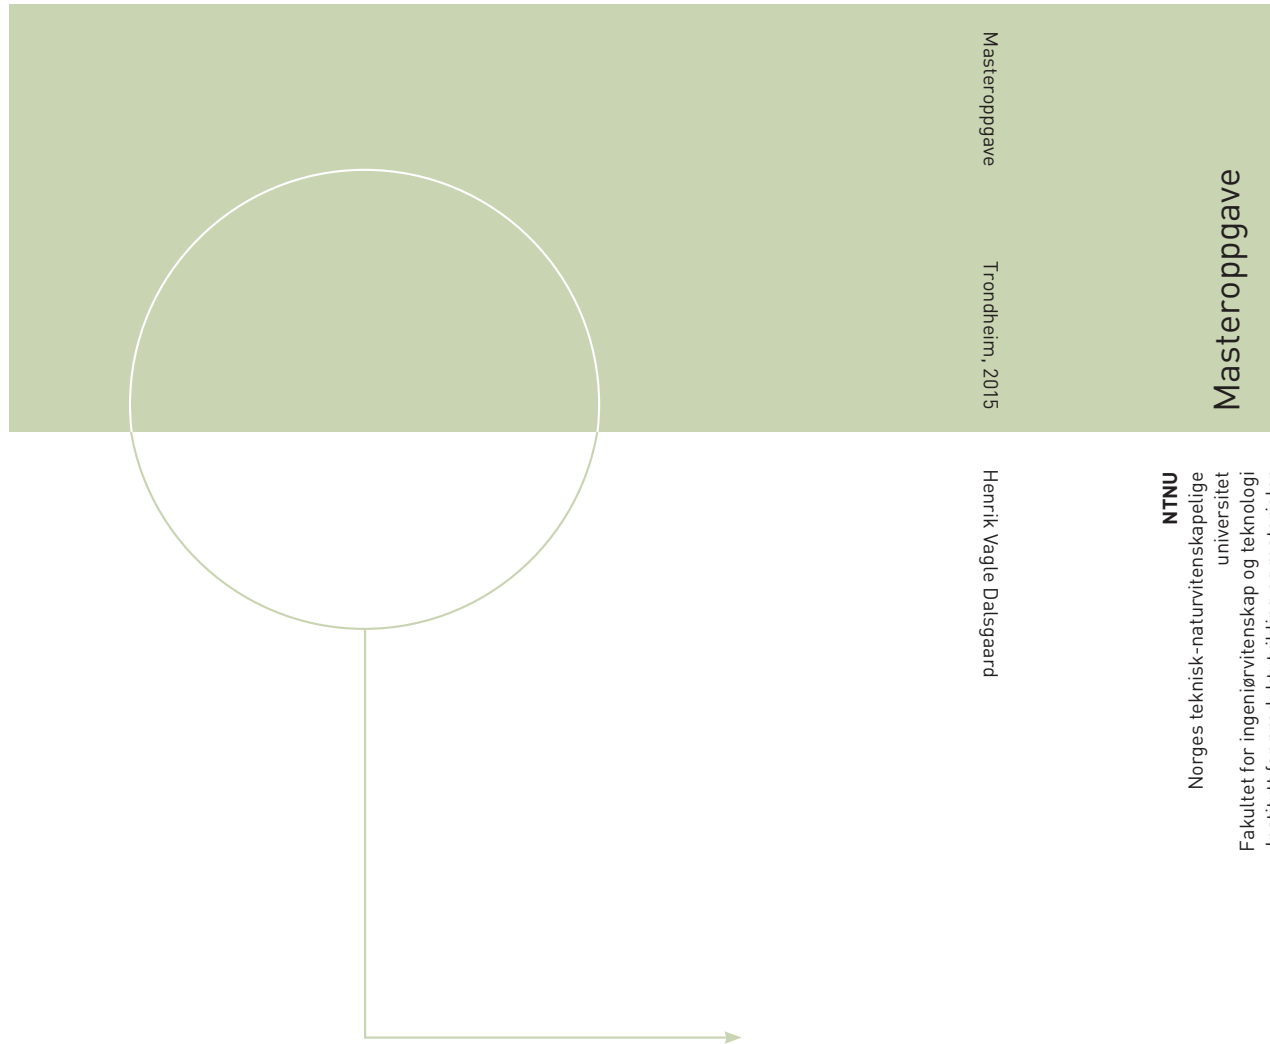 Masteroppgave
Trondheim, 2015
Henrik Vagle Dalsgaard
Masteroppgave
NTNU
Norges teknisk-naturvitenskapelige
universitet
Fakultet for ingeniørvitenskap og teknologi